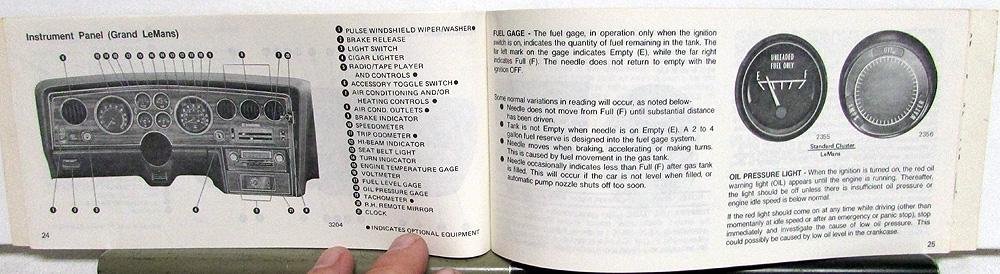 Instrument Panel (Grand LeMans)
24
3204
1 PULSE WINDSHIELD WIPER/WASHER●
2 BRAKE RELEASE
3 LIGHT SWITCH
4 CIGAR LIGHTER
5 RADIO/TAPE PLAYER
AND CONTROLS ●
6 ACCESSORY TOGGLE SWITCH ●
7 AIR CONDITIONING AND/OR
HEATING CONTROLS ●
8 AIR COND. OUTLETS ●
9 BRAKE INDICATOR
10 SPEEDOMETER
11 TRIP ODOMETER ●
12 HI-BEAM INDICATOR
13 SEAT BELT LIGHT
14 TURN INDICATOR
15 ENGINE TEMPERATURE GAGE
16 VOLTMETER
17 FUEL LEVEL GAGE
18 OIL PRESSURE GAGE
19 TACHOMETER ●
20 R.H. REMOTE MIRROR
21 CLOCK
● INDICATES OPTIONAL EQUIPMENT
FUEL GAGE - The fuel gage, in operation only when the ignition
switch is on, indicates the quantity of fuel remaining in the tank. The
far left mark on the gage indicates Empty (E), while the far right
indicates Full (F). The needle does not return to empty with the
ignition OFF.
Some normal variations in reading will occur, as noted below-
● Needle does not move from Full (F) until substantial distance
has been driven.
● Tank is not Empty when needle is on Empty (E). A 2 to 4
gallon fuel reserve is designed into the fuel gage system.
● Needle moves when braking, accelerating or making turns.
This is caused by fuel movement in the gas tank.
● Needle occasionally indicates less than Full (F) after gas tank
is filled. This will occur if the car is not level when filled, or
automatic pump nozzle shuts off too soon.
UNLEADED
FUEL ONLY
OIL
WATER
2355
2356
Standard Cluster
LeMans
OIL PRESSURE LIGHT - When the ignition is turned on, the red oil
warning light (OIL) appears until the engine is running. Thereafter,
the light should be off unless there is insufficient oil pressure or
engine idle speed is below normal.
If the red light should come on at any time while driving (other than
momentarily at idle speed or after an emergency or panic stop), stop
immediately and investigate the cause of low oil pressure. This
could possibly be caused by low oil level in the crankcase.
25